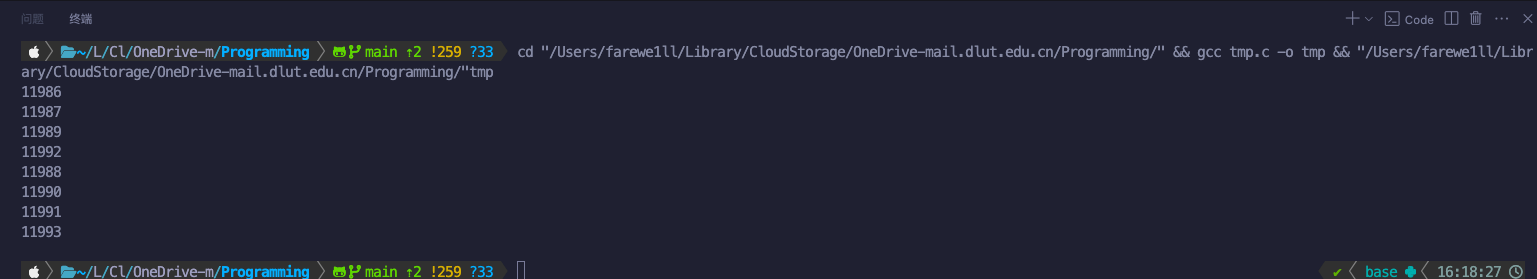 问题 终端 Code
~/L/Cl/OneDrive-m/Programming main ⇡2 !259 ?33 cd "/Users/farewe1ll/Library/CloudStorage/OneDrive-mail.dlut.edu.cn/Programming/" && gcc tmp.c -o tmp && "/Users/farewe1ll/Libr
ary/CloudStorage/OneDrive-mail.dlut.edu.cn/Programming/"tmp
11986
11987
11989
11992
11988
11990
11991
11993
~/L/Cl/OneDrive-m/Programming main ⇡2 !259 ?33 ✔ base 16:18:27